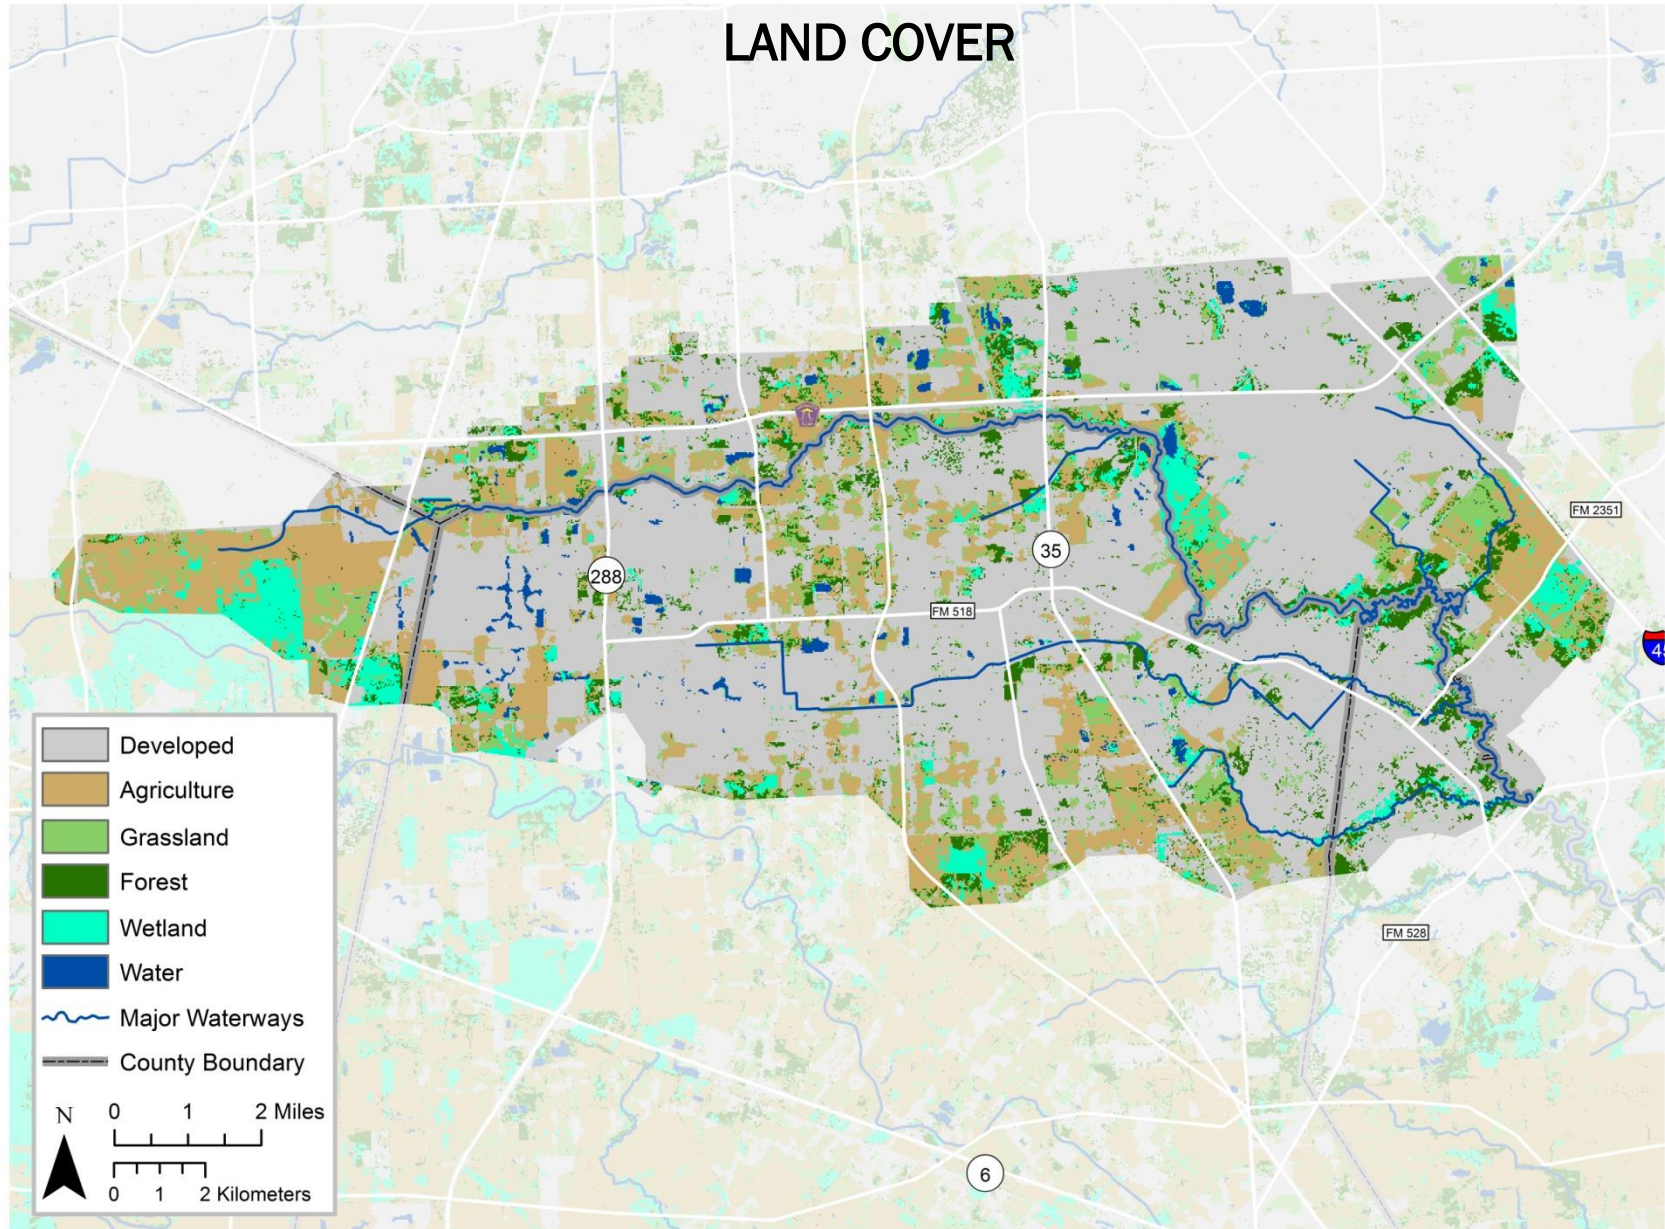 LAND COVER
FM 2351
35
288
FM 518
45
Developed
Agriculture
Grassland
Forest
Wetland
Water
Major Waterways
County Boundary
FM 528
N
0 1 2 Miles
0 1 2 Kilometers
6